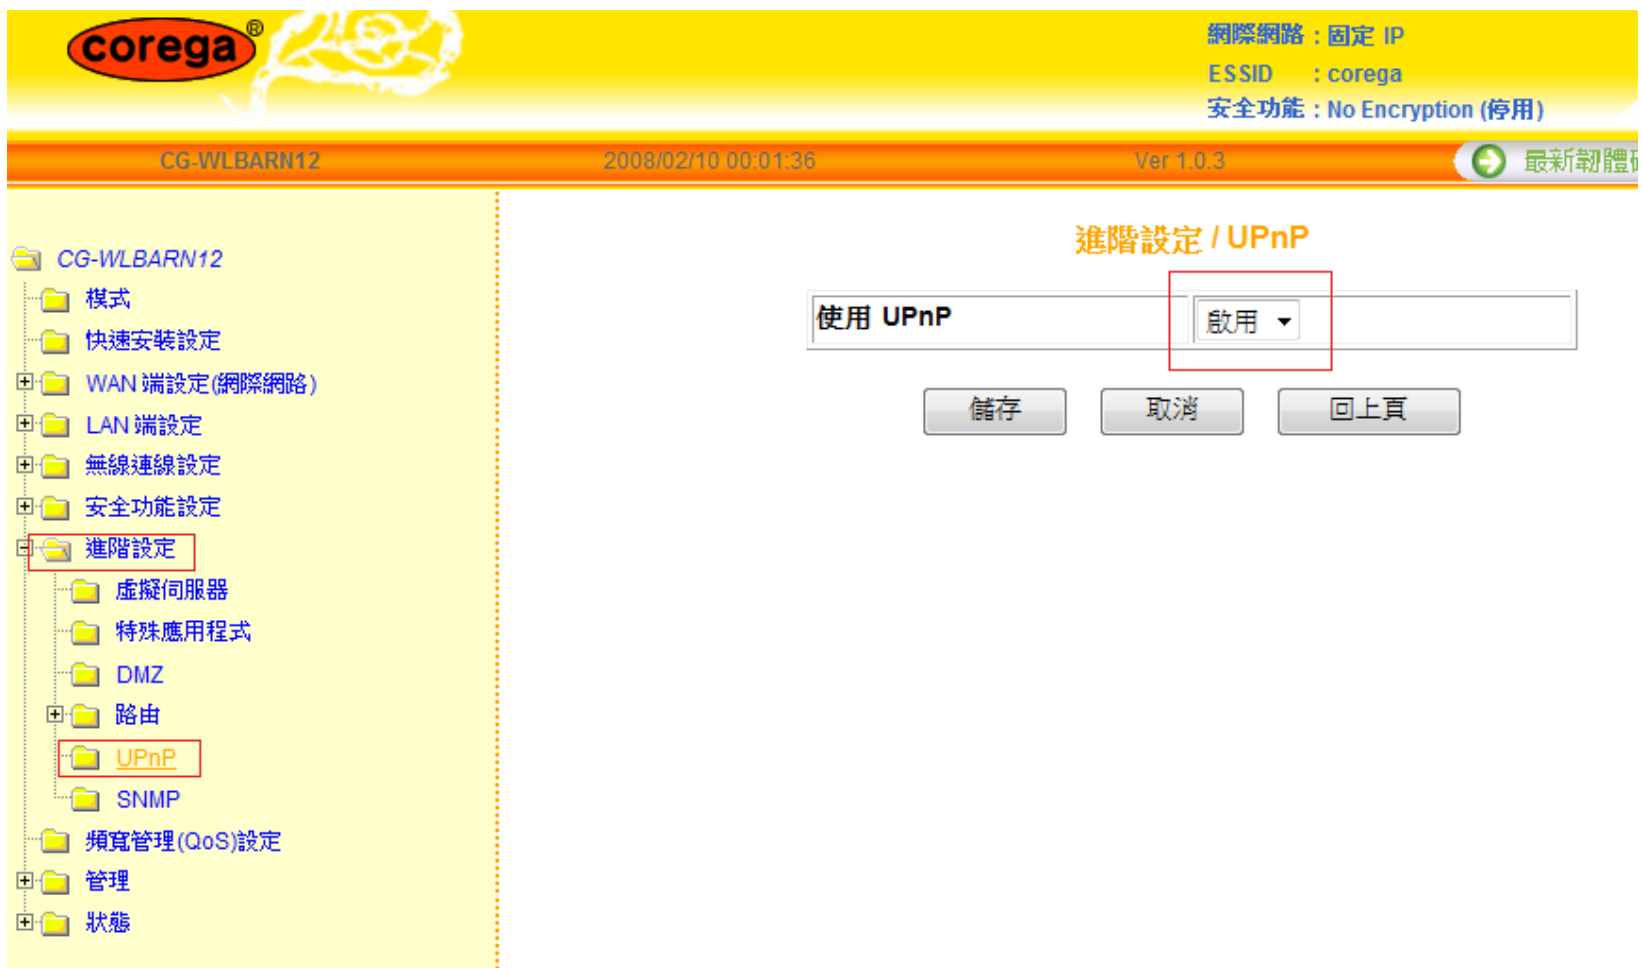 corega®
網際網路 : 固定 IP
ESSID : corega
安全功能 : No Encryption (停用)
CG-WLBARN12 2008/02/10 00:01:36 Ver 1.0.3 最新韌體
CG-WLBARN12
模式
快速安裝設定
WAN 端設定(網際網路)
LAN 端設定
無線連線設定
安全功能設定
進階設定
虛擬伺服器
特殊應用程式
DMZ
路由
UPnP
SNMP
頻寬管理(QoS)設定
管理
狀態
進階設定 / UPnP
使用 UPnP 啟用
儲存 取消 回上頁